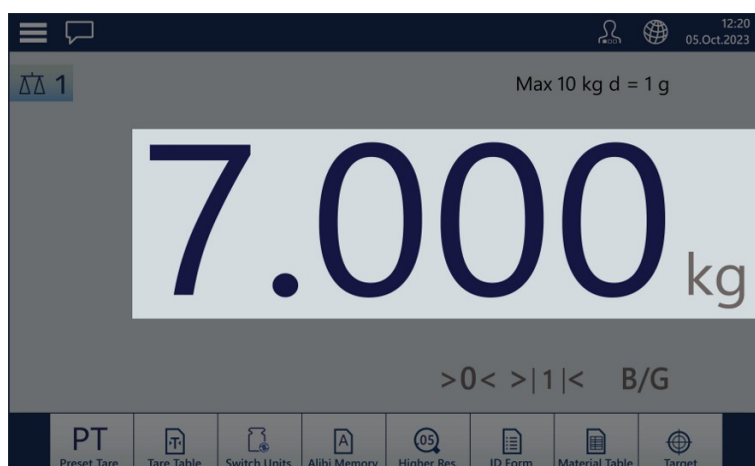 12:20
05.Oct.2023
1
Max 10 kg d = 1 g
7.000 kg
>0< >|1|< B/G
PT
Preset Tare
·T·
Tare Table
Switch Units
A
Alibi Memory
05
Higher Res.
ID Form
Material Table
Target